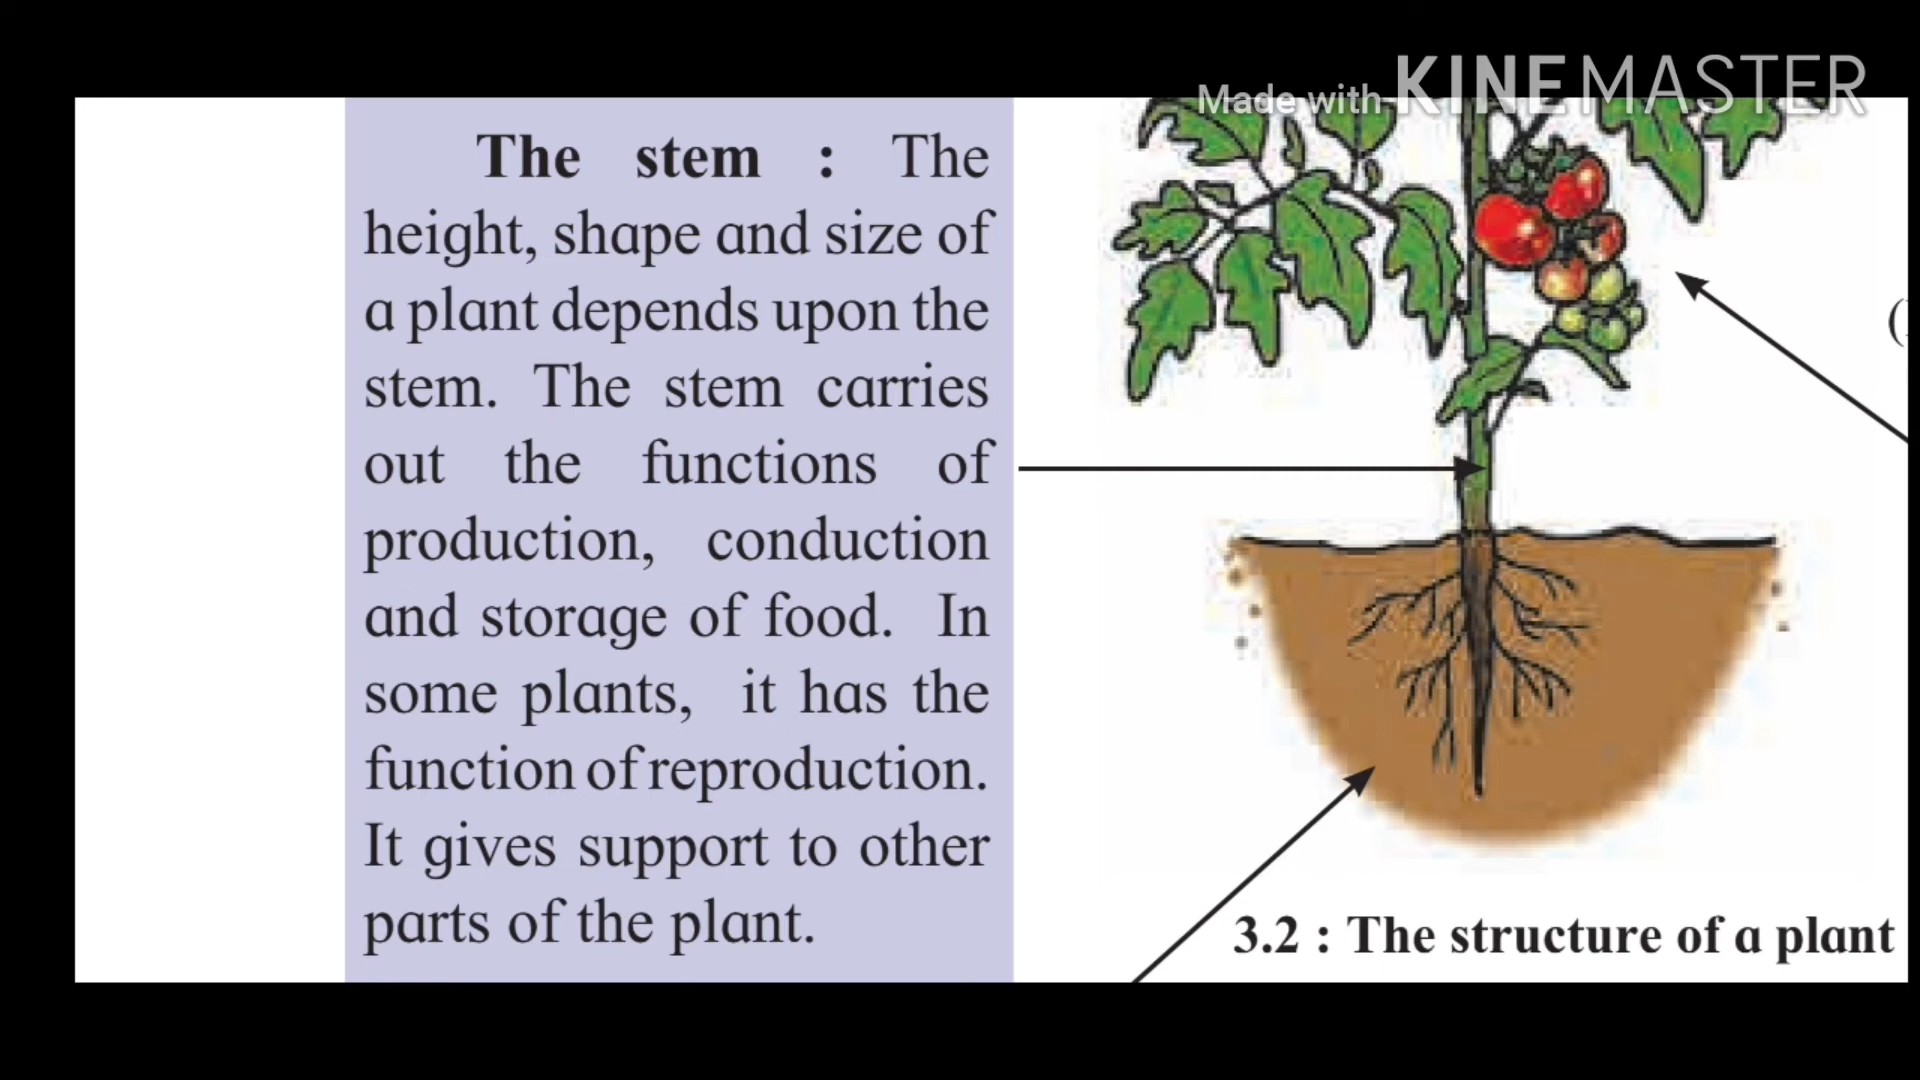 Made with KINEMASTER
The stem : The
height, shape and size of
a plant depends upon the
stem. The stem carries
out the functions of
production, conduction
and storage of food. In
some plants, it has the
function of reproduction.
It gives support to other
parts of the plant.
(
3.2 : The structure of a plant